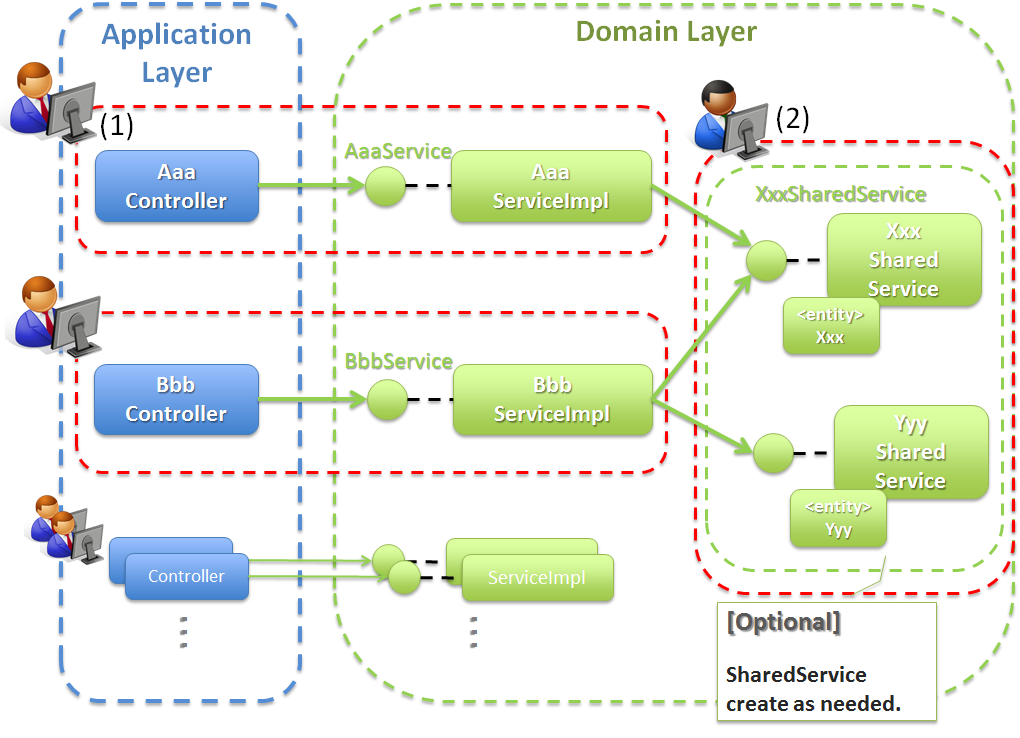 Application
Layer
Domain Layer
(1)
(2)
AaaService
Aaa
Controller
Aaa
ServiceImpl
XxxSharedService
Xxx
Shared
Service
<entity>
Xxx
BbbService
Bbb
Controller
Bbb
ServiceImpl
Yyy
Shared
Service
<entity>
Yyy
Controller
ServiceImpl
[Optional]
SharedService
create as needed.